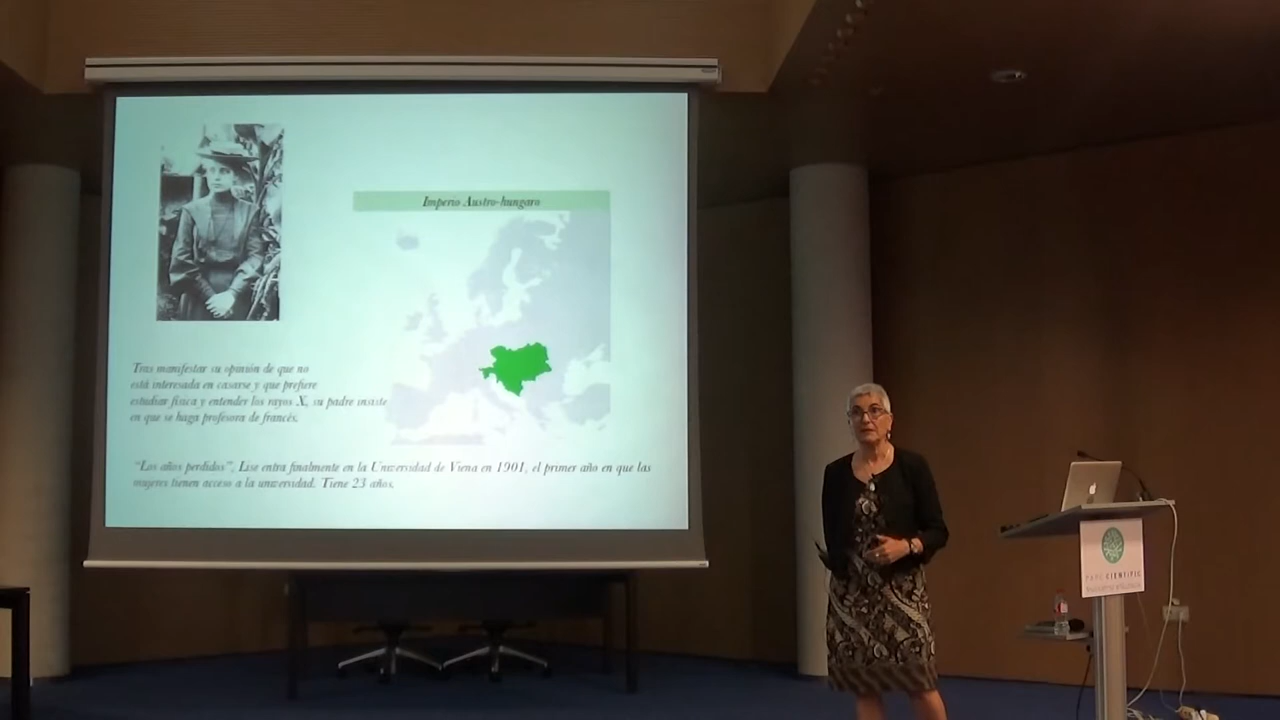 Imperio Austro-hungaro
Tras manifestar su opinión de que no
está interesada en casarse y que prefiere
estudiar física y entender los rayos X, su padre insiste
en que se haga profesora de francés.
"Los años perdidos", Lise entra finalmente en la Universidad de Viena en 1901, el primer año en que las
mujeres tienen acceso a la universidad. Tiene 23 años.
PARC CIENTÍFIC